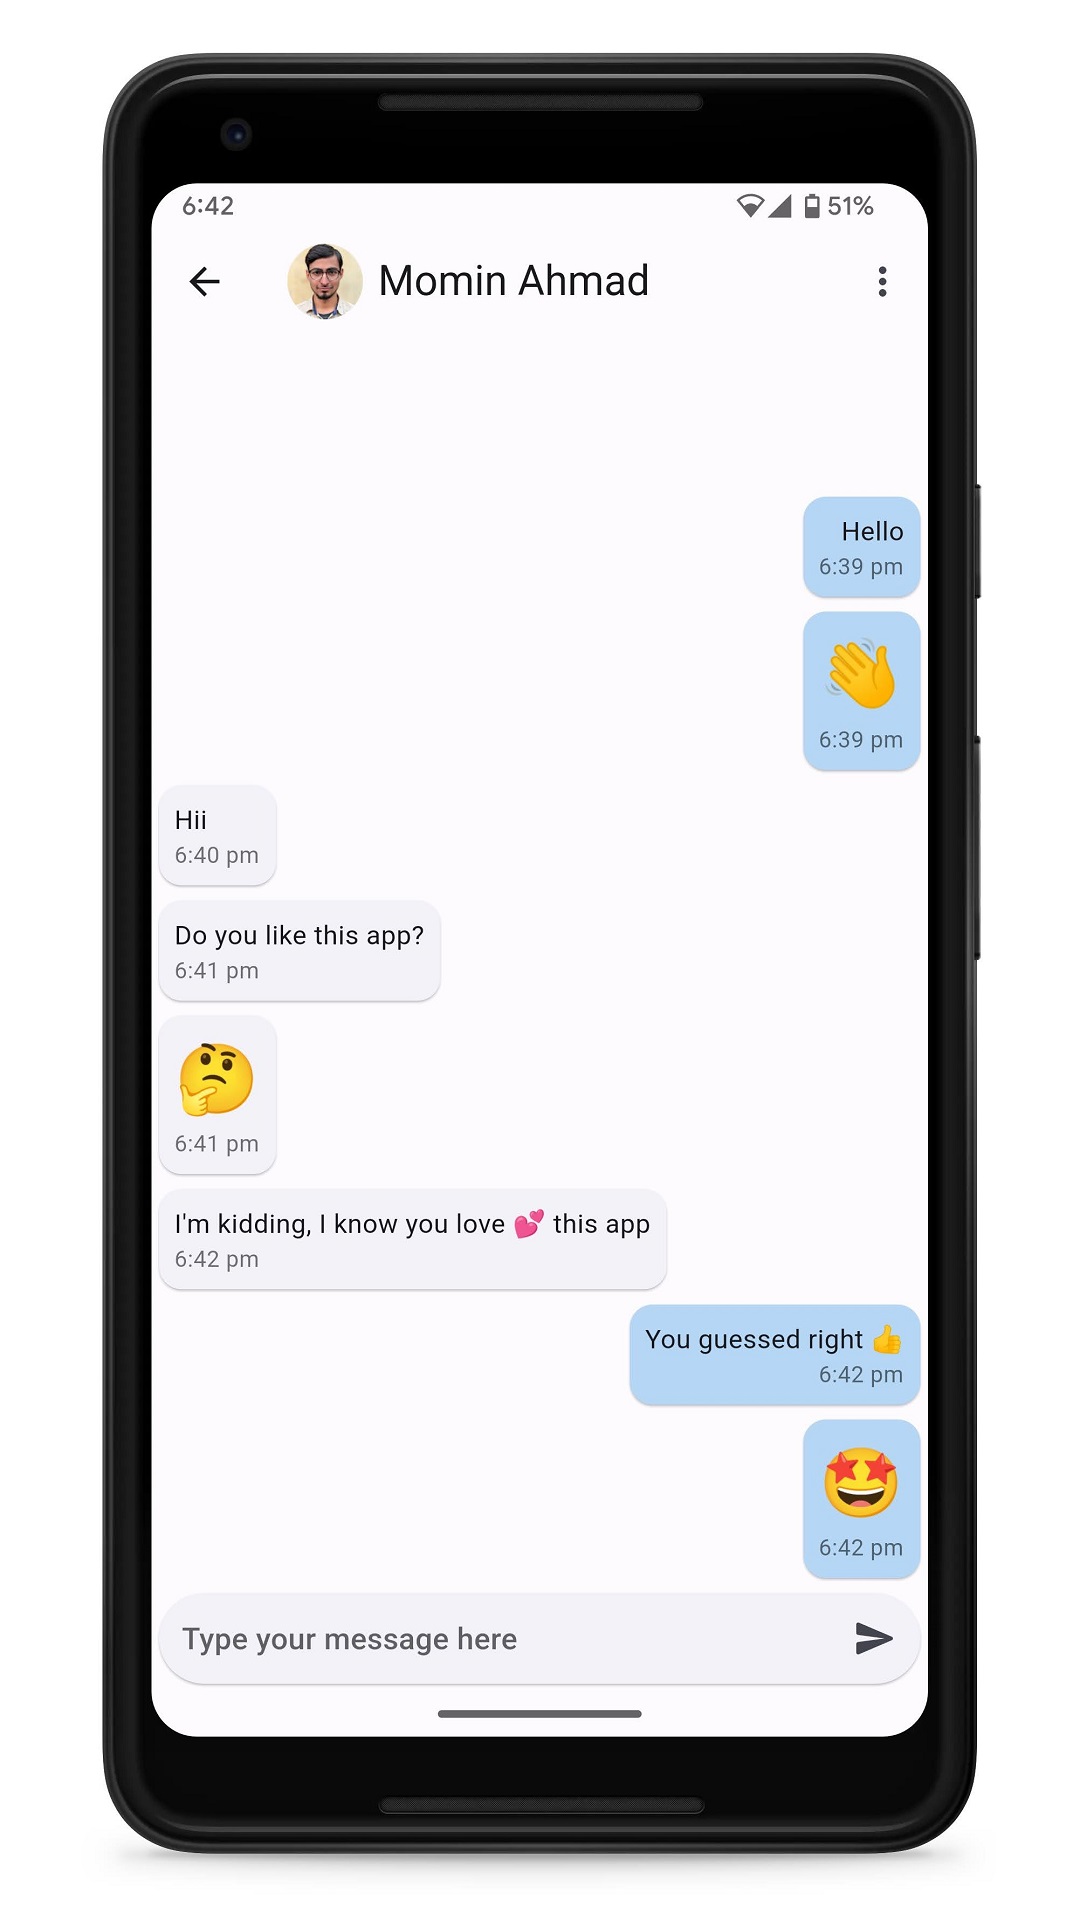 6:42 51%
Momin Ahmad
Hello
6:39 pm
👋
6:39 pm
Hii
6:40 pm
Do you like this app?
6:41 pm
🤔
6:41 pm
I'm kidding, I know you love 💕 this app
6:42 pm
You guessed right 👍
6:42 pm
🤩
6:42 pm
Type your message here